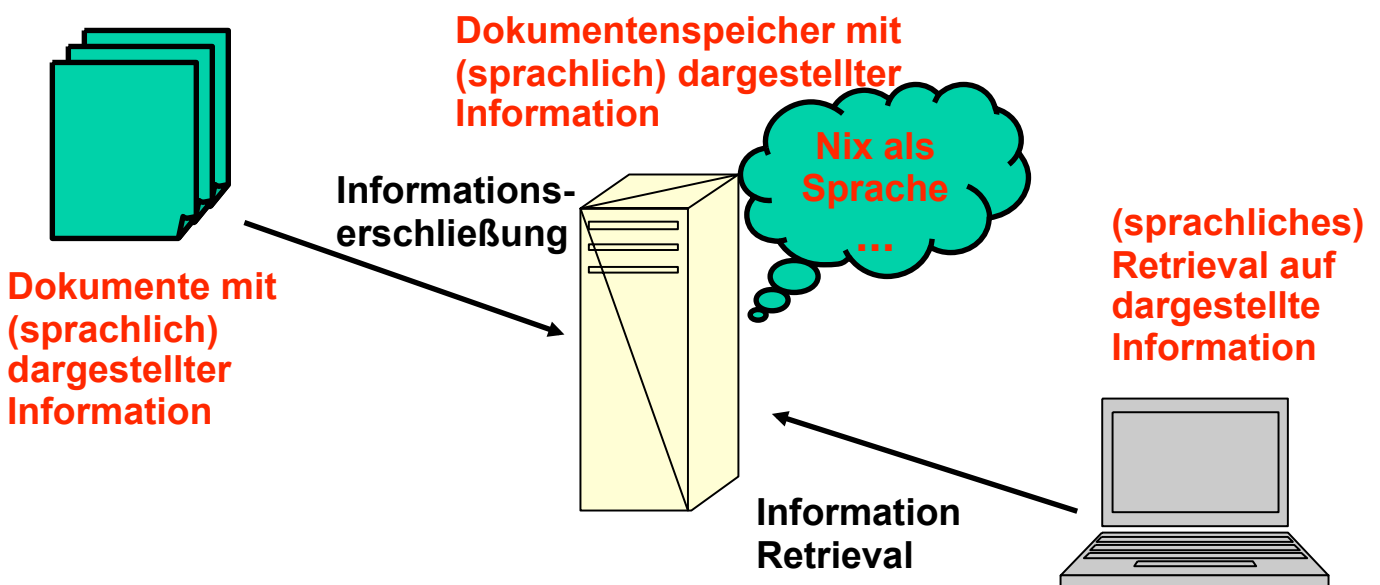 Dokumentenspeicher mit
(sprachlich) dargestellter
Information
Nix als
Sprache
...
Informations-
erschließung
(sprachliches)
Retrieval auf
dargestellte
Information
Dokumente mit
(sprachlich)
dargestellter
Information
Information
Retrieval